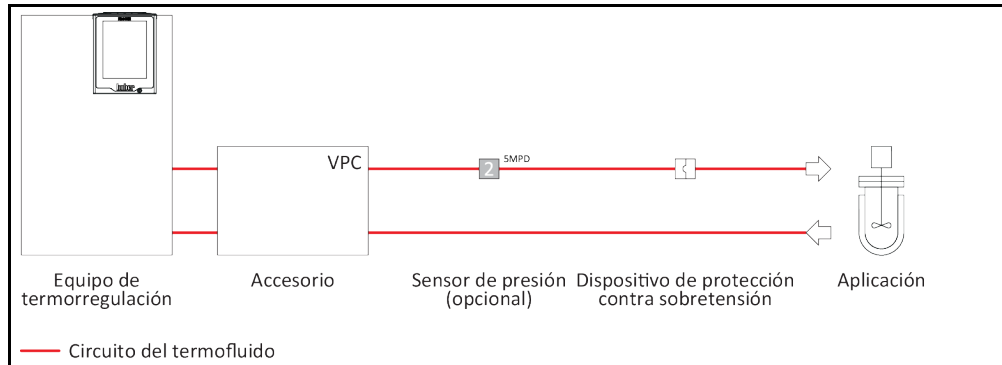 huber
VPC
2
5MPD
Equipo de
termorregulación
Accesorio
Sensor de presión
(opcional)
Dispositivo de protección
contra sobretensión
Aplicación
Circuito del termofluido